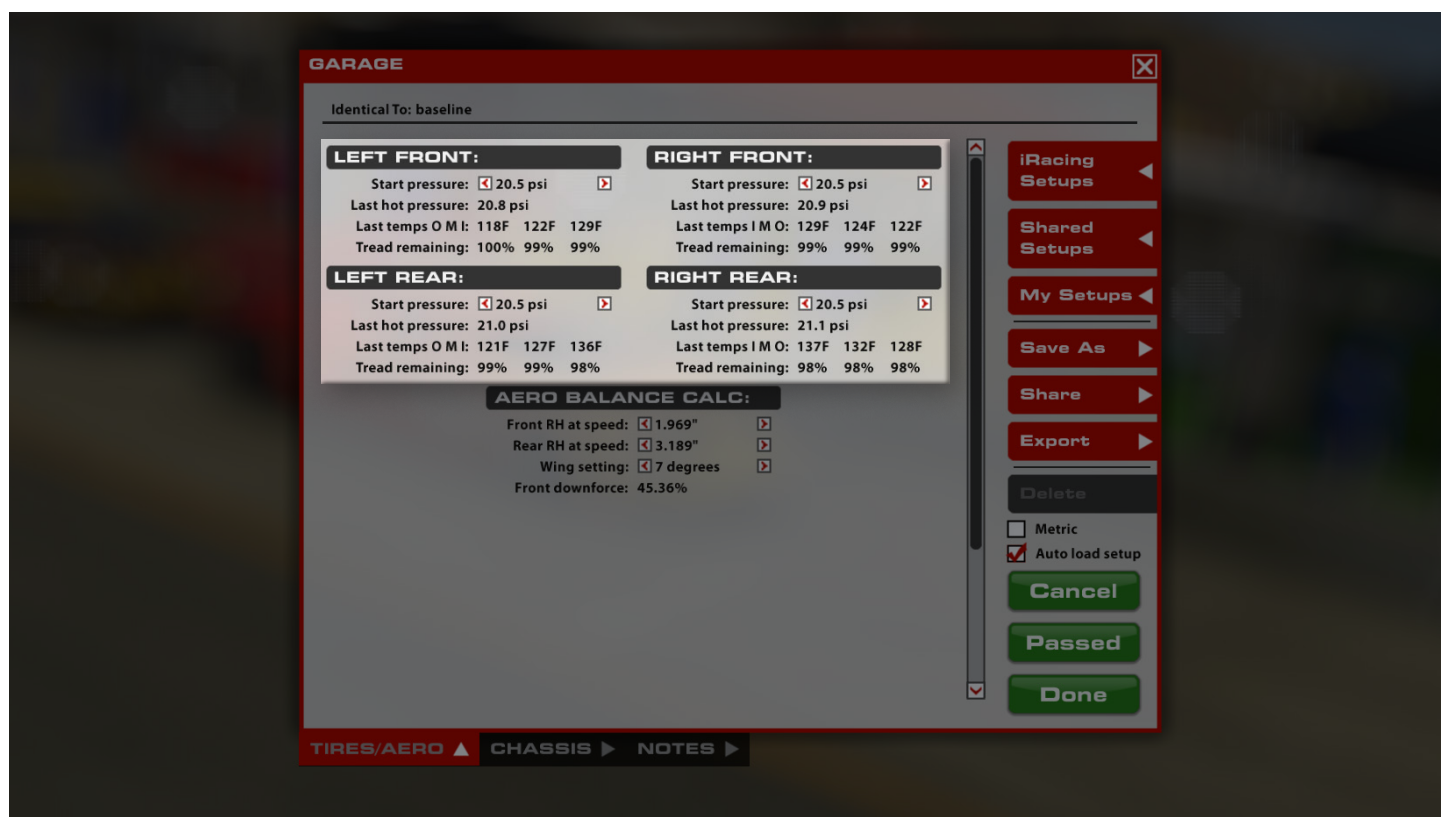 GARAGE
Identical To: baseline
LEFT FRONT:
Start pressure: 20.5 psi
Last hot pressure: 20.8 psi
Last temps O M I: 118F 122F 129F
Tread remaining: 100% 99% 99%
RIGHT FRONT:
Start pressure: 20.5 psi
Last hot pressure: 20.9 psi
Last temps I M O: 129F 124F 122F
Tread remaining: 99% 99% 99%
LEFT REAR:
Start pressure: 20.5 psi
Last hot pressure: 21.0 psi
Last temps O M I: 121F 127F 136F
Tread remaining: 99% 99% 98%
RIGHT REAR:
Start pressure: 20.5 psi
Last hot pressure: 21.1 psi
Last temps I M O: 137F 132F 128F
Tread remaining: 98% 98% 98%
AERO BALANCE CALC:
Front RH at speed: 1.969"
Rear RH at speed: 3.189"
Wing setting: 7 degrees
Front downforce: 45.36%
iRacing
Setups
Shared
Setups
My Setups
Save As
Share
Export
Delete
Metric
Auto load setup
Cancel
Passed
Done
TIRES/AERO CHASSIS NOTES